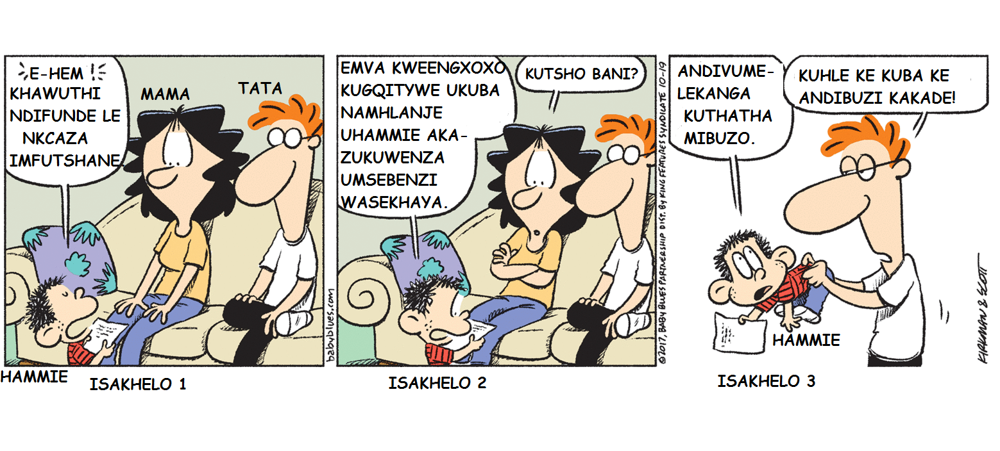 E-HEM !
KHAWUTHI
NDIFUNDE LE
NKCAZA
IMFUTSHANE.
MAMA
TATA
HAMMIE
ISAKHELO 1
babyblues.com
EMVA KWEENGXOXO
KUGQITYWE UKUBA
NAMHLANJE
UHAMMIE AKA-
ZUKUWENZA
UMSEBENZI
WASEKHAYA.
KUTSHO BANI?
ISAKHELO 2
©2017, BABY BLUES PARTNERSHIP DIST. BY KING FEATURES SYNDICATE 10-19
ANDIVUME-
LEKANGA
KUTHATHA
MIBUZO.
KUHLE KE KUBA KE
ANDIBUZI KAKADE!
HAMMIE
ISAKHELO 3
KIRKMAN & SCOTT